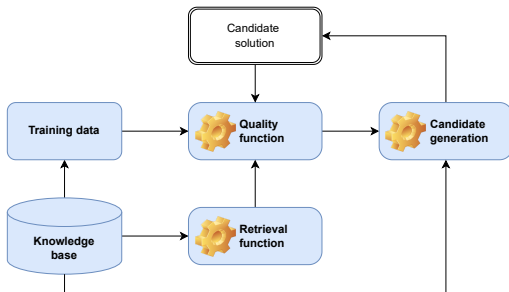 Candidate
solution
Training data
Quality
function
Candidate
generation
Knowledge
base
Retrieval
function